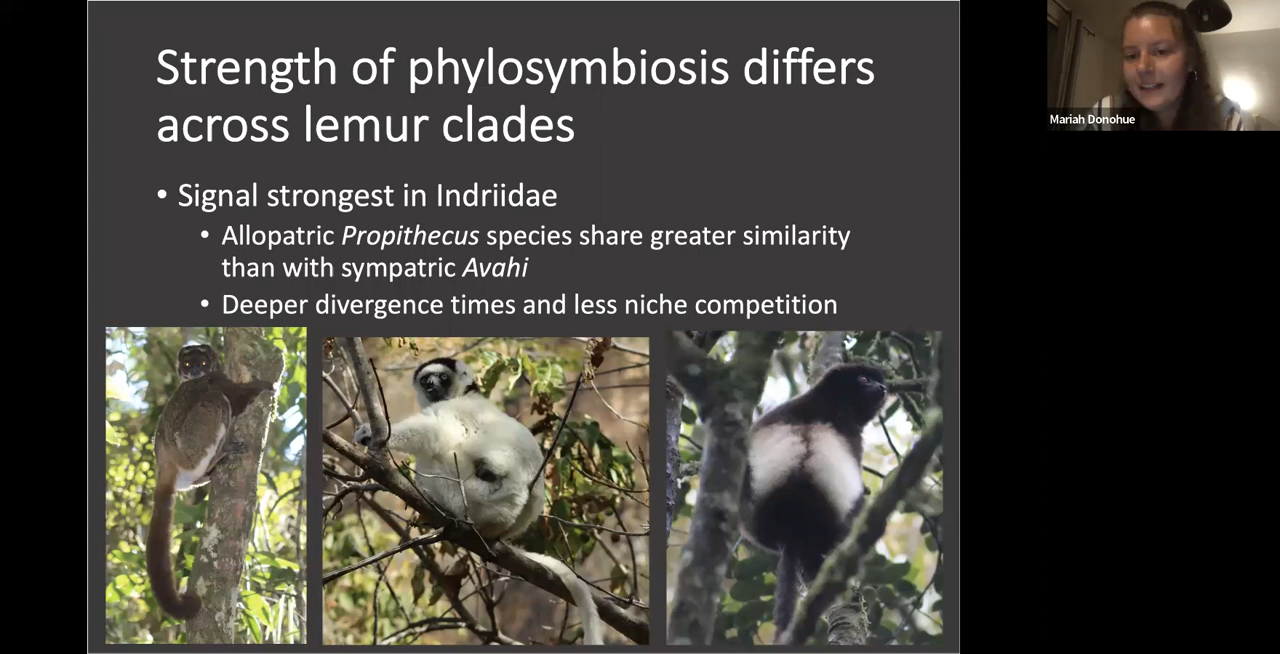 Strength of phylosymbiosis differs
across lemur clades
• Signal strongest in Indriidae
• Allopatric Propithecus species share greater similarity
than with sympatric Avahi
• Deeper divergence times and less niche competition
Mariah Donohue